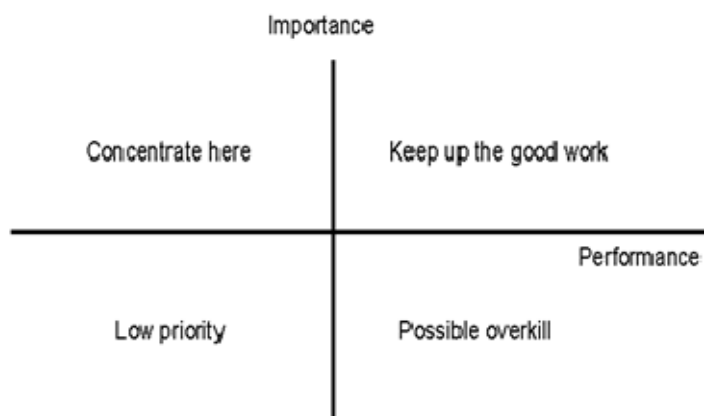 Importance
Concentrate here
Keep up the good work
Performance
Low priority
Possible overkill